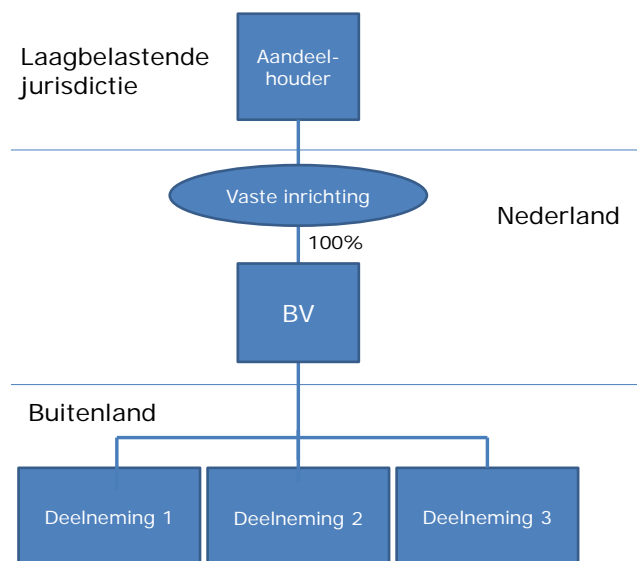 Laagbelastende
jurisdictie
Aandeel-
houder
Vaste inrichting
Nederland
100%
BV
Buitenland
Deelneming 1
Deelneming 2
Deelneming 3